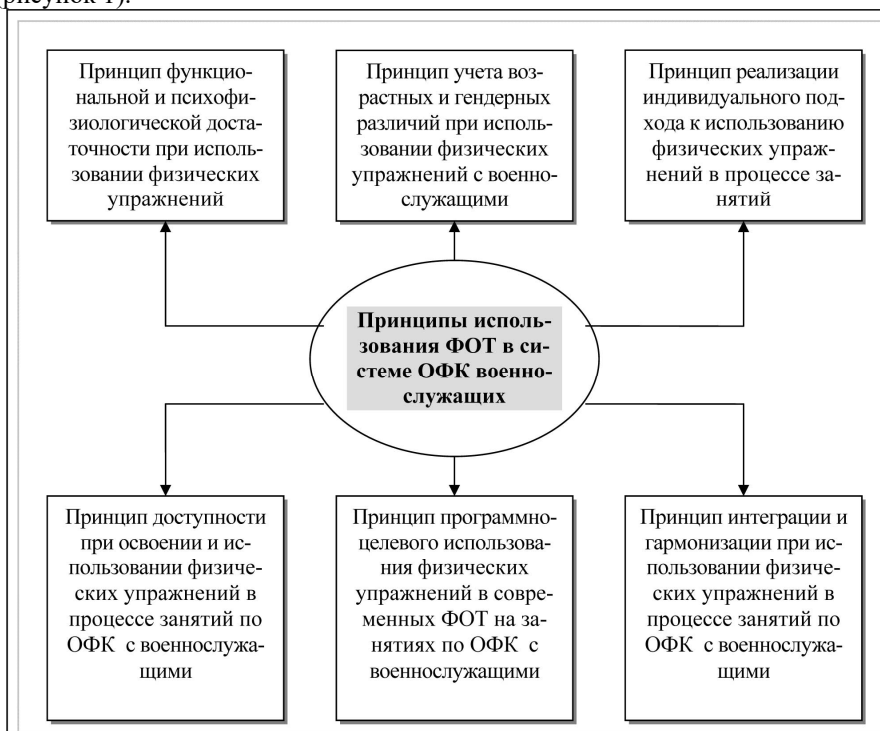 (рисунок 1).
Принцип функцио-
нальной и психофи-
зиологической доста-
точности при исполь-
зовании физических
упражнений
Принцип учета воз-
растных и гендерных
различий при исполь-
зовании физических
упражнений с военно-
служащими
Принцип реализации
индивидуального под-
хода к использованию
физических упраж-
нений в процессе за-
нятий
Принципы исполь-
зования ФОТ в си-
стеме ОФК военно-
служащих
Принцип доступности
при освоении и ис-
пользовании физиче-
ских упражнений в
процессе занятий по
ОФК с военнослужа-
щими
Принцип программно-
целевого использова-
ния физических
упражнений в совре-
менных ФОТ на за-
нятиях по ОФК с
военнослужащими
Принцип интеграции и
гармонизации при ис-
пользовании физиче-
ских упражнений в
процессе занятий по
ОФК с военнослужа-
щими